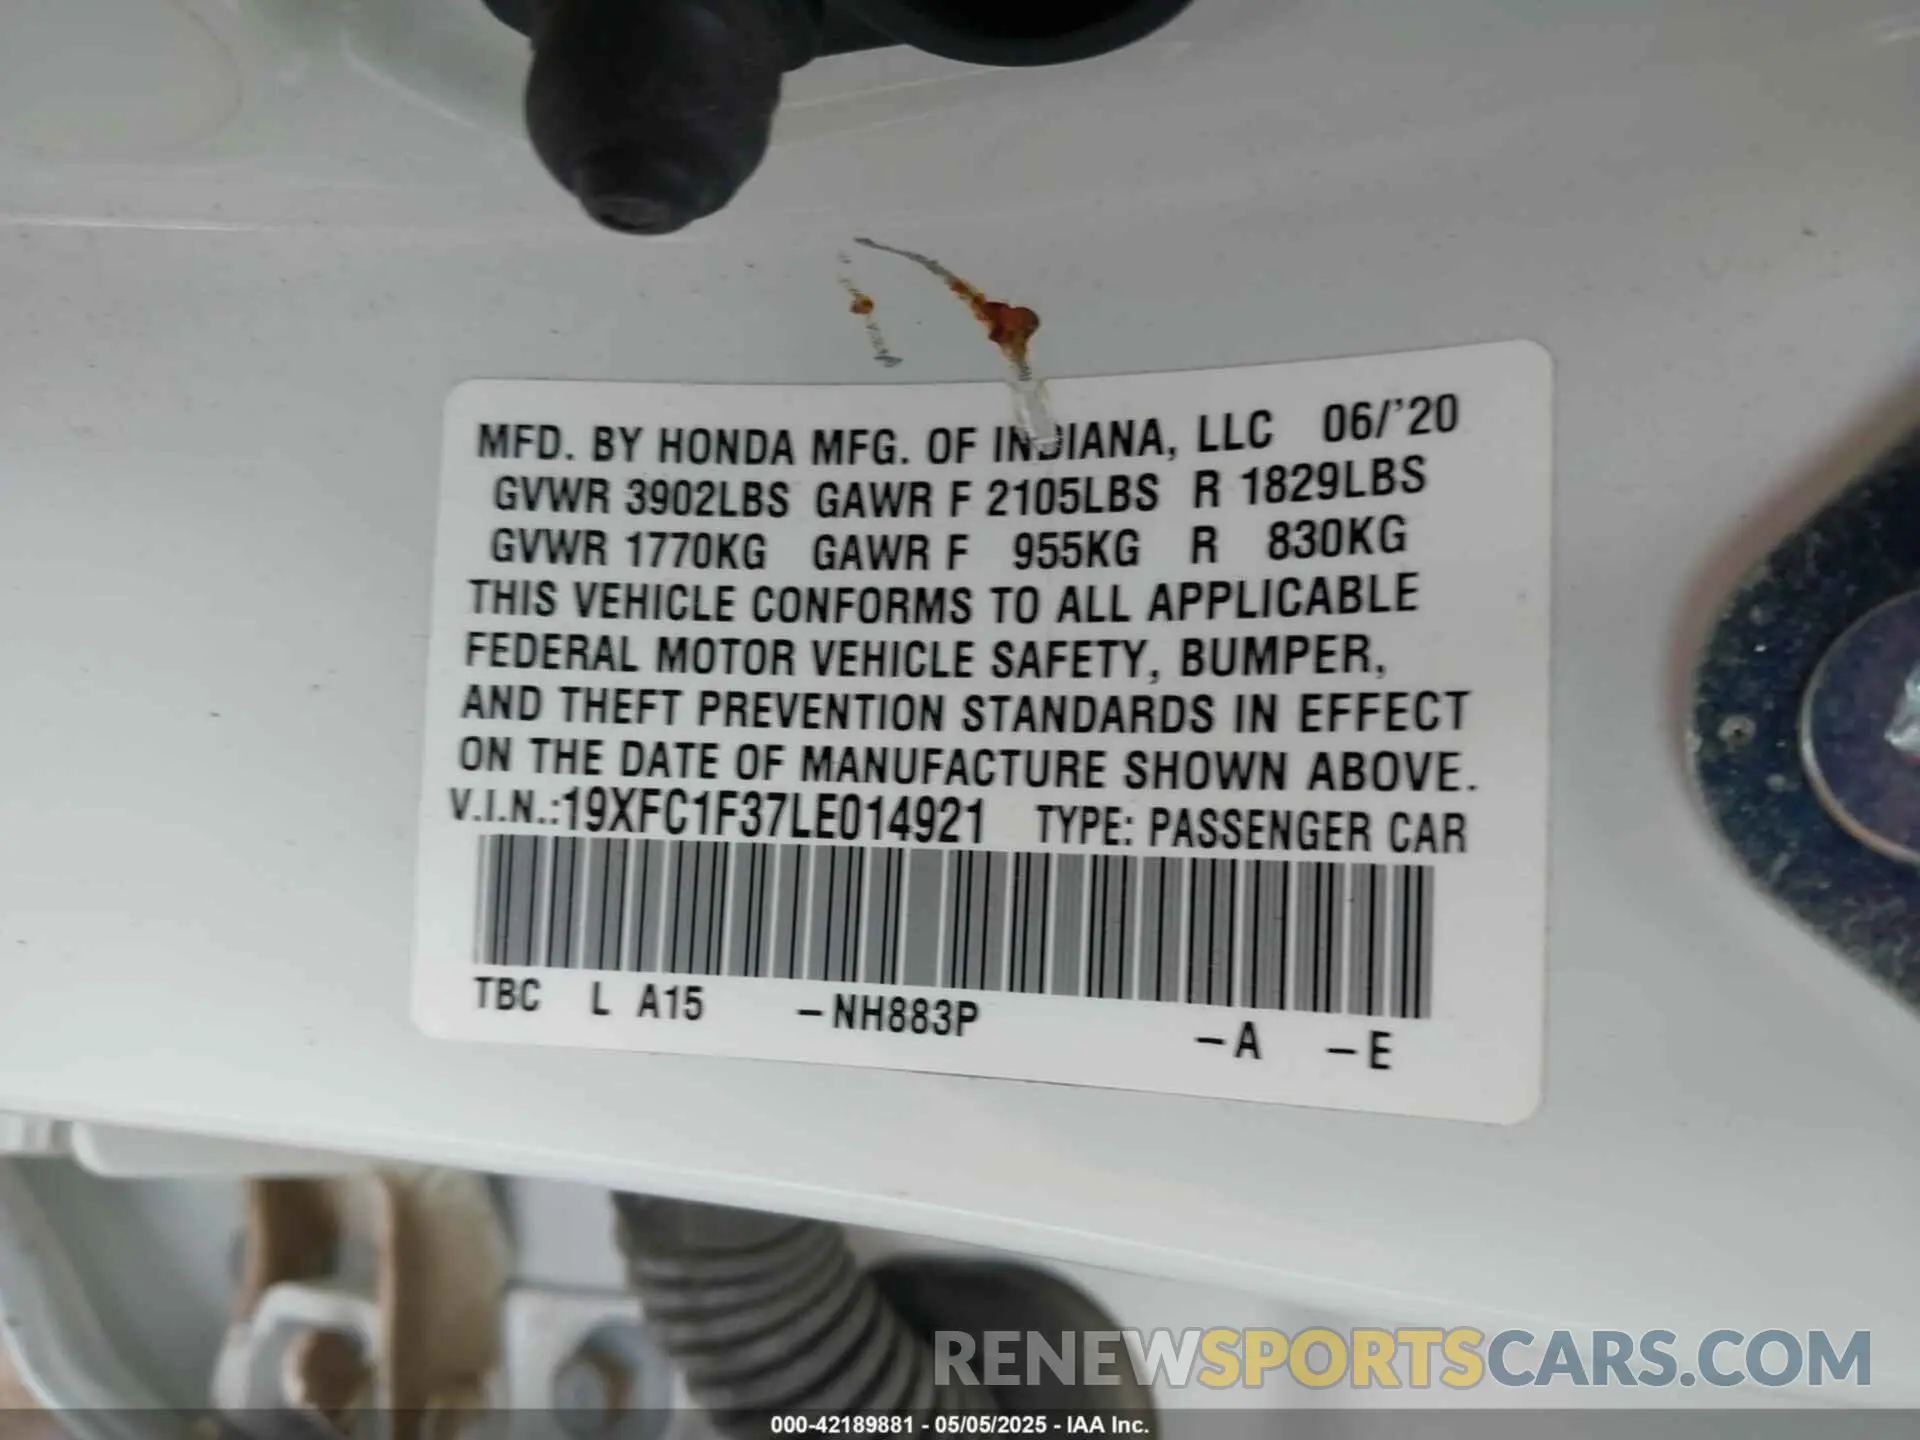 MFD. BY HONDA MFG. OF INDIANA, LLC 06/'20
GVWR 3902LBS GAWR F 2105LBS R 1829LBS
GVWR 1770KG GAWR F 955KG R 830KG
THIS VEHICLE CONFORMS TO ALL APPLICABLE
FEDERAL MOTOR VEHICLE SAFETY, BUMPER,
AND THEFT PREVENTION STANDARDS IN EFFECT
ON THE DATE OF MANUFACTURE SHOWN ABOVE.
V.I.N.:19XFC1F37LE014921 TYPE: PASSENGER CAR
TBC L A15 –NH883P –A –E
RENEWSPORTSCARS.COM
000-42189881 - 05/05/2025 - IAA Inc.